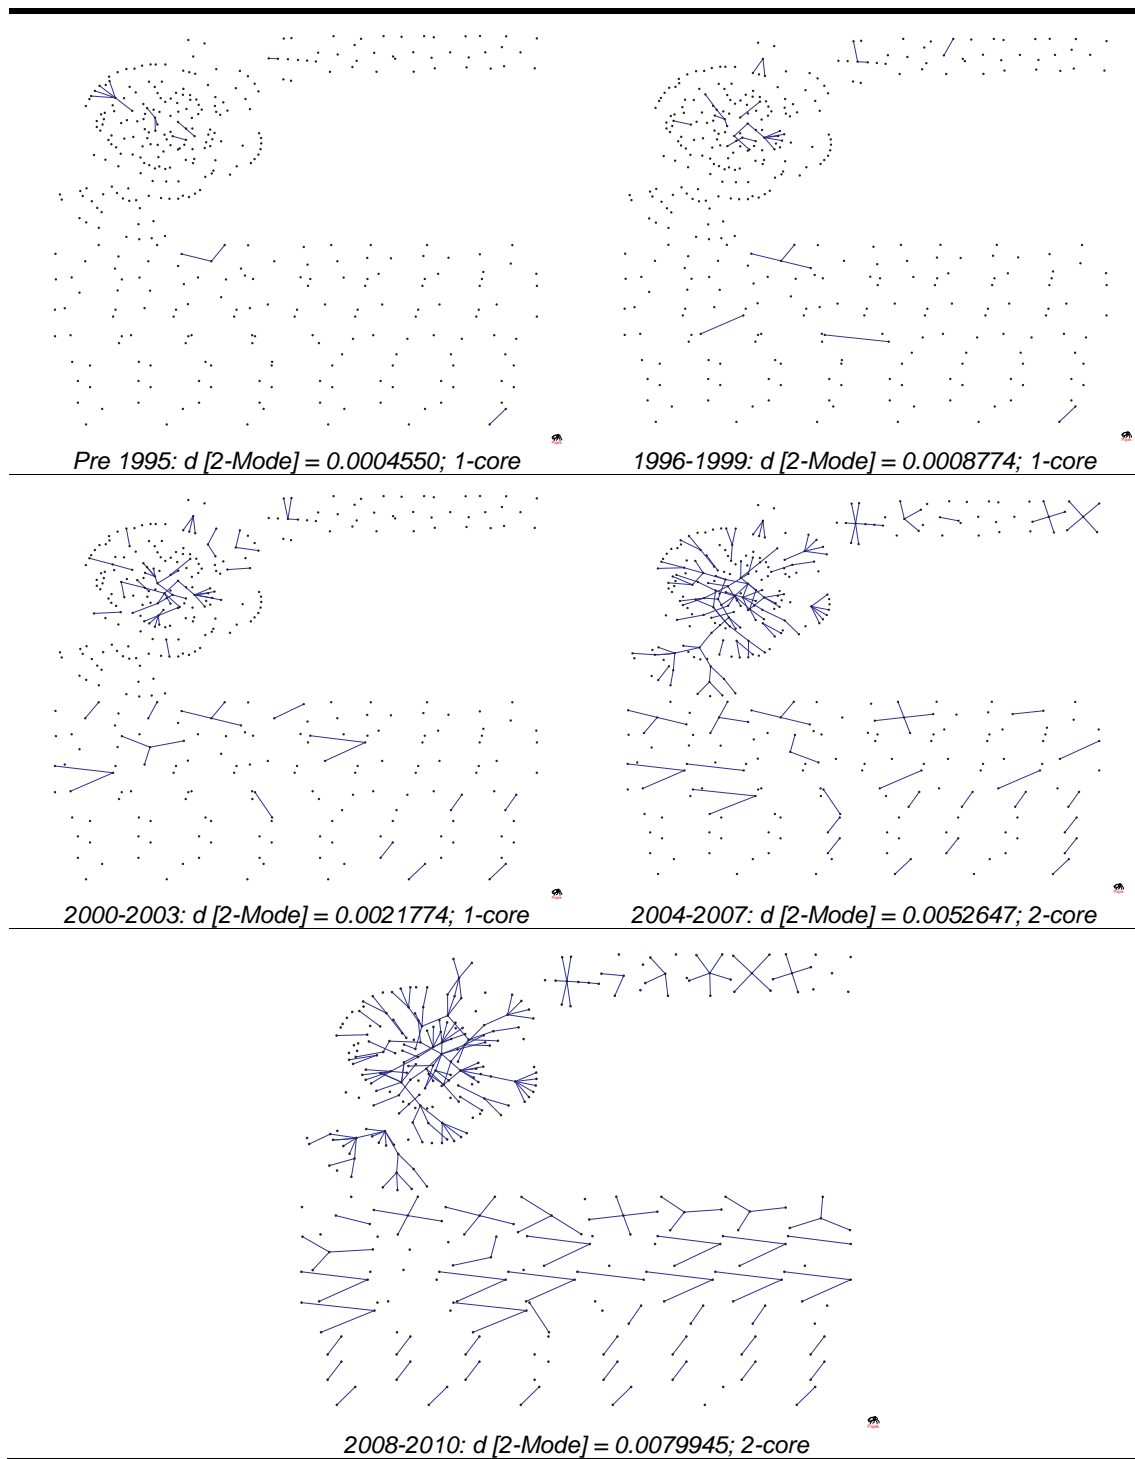 Pre 1995: d [2-Mode] = 0.0004550; 1-core
1996-1999: d [2-Mode] = 0.0008774; 1-core
2000-2003: d [2-Mode] = 0.0021774; 1-core
2004-2007: d [2-Mode] = 0.0052647; 2-core
2008-2010: d [2-Mode] = 0.0079945; 2-core